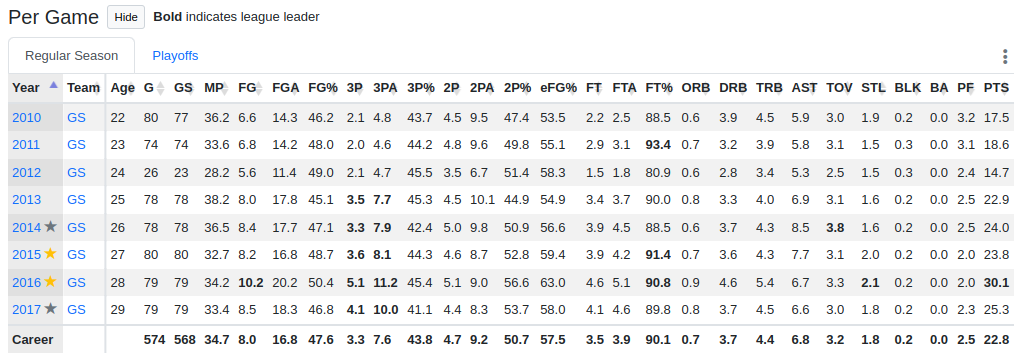 Per Game Hide Bold indicates league leader
Regular Season Playoffs
Year Team Age G GS MP FG FGA FG% 3P 3PA 3P% 2P 2PA 2P% eFG% FT FTA FT% ORB DRB TRB AST TOV STL BLK BA PF PTS
2010 GS 22 80 77 36.2 6.6 14.3 46.2 2.1 4.8 43.7 4.5 9.5 47.4 53.5 2.2 2.5 88.5 0.6 3.9 4.5 5.9 3.0 1.9 0.2 0.0 3.2 17.5
2011 GS 23 74 74 33.6 6.8 14.2 48.0 2.0 4.6 44.2 4.8 9.6 49.8 55.1 2.9 3.1 93.4 0.7 3.2 3.9 5.8 3.1 1.5 0.3 0.0 3.1 18.6
2012 GS 24 26 23 28.2 5.6 11.4 49.0 2.1 4.7 45.5 3.5 6.7 51.4 58.3 1.5 1.8 80.9 0.6 2.8 3.4 5.3 2.5 1.5 0.3 0.0 2.4 14.7
2013 GS 25 78 78 38.2 8.0 17.8 45.1 3.5 7.7 45.3 4.5 10.1 44.9 54.9 3.4 3.7 90.0 0.8 3.3 4.0 6.9 3.1 1.6 0.2 0.0 2.5 22.9
2014 GS 26 78 78 36.5 8.4 17.7 47.1 3.3 7.9 42.4 5.0 9.8 50.9 56.6 3.9 4.5 88.5 0.6 3.7 4.3 8.5 3.8 1.6 0.2 0.0 2.5 24.0
2015 GS 27 80 80 32.7 8.2 16.8 48.7 3.6 8.1 44.3 4.6 8.7 52.8 59.4 3.9 4.2 91.4 0.7 3.6 4.3 7.7 3.1 2.0 0.2 0.0 2.0 23.8
2016 GS 28 79 79 34.2 10.2 20.2 50.4 5.1 11.2 45.4 5.1 9.0 56.6 63.0 4.6 5.1 90.8 0.9 4.6 5.4 6.7 3.3 2.1 0.2 0.0 2.0 30.1
2017 GS 29 79 79 33.4 8.5 18.3 46.8 4.1 10.0 41.1 4.4 8.3 53.7 58.0 4.1 4.6 89.8 0.8 3.7 4.5 6.6 3.0 1.8 0.2 0.0 2.3 25.3
Career 574 568 34.7 8.0 16.8 47.6 3.3 7.6 43.8 4.7 9.2 50.7 57.5 3.5 3.9 90.1 0.7 3.7 4.4 6.8 3.2 1.8 0.2 0.0 2.5 22.8